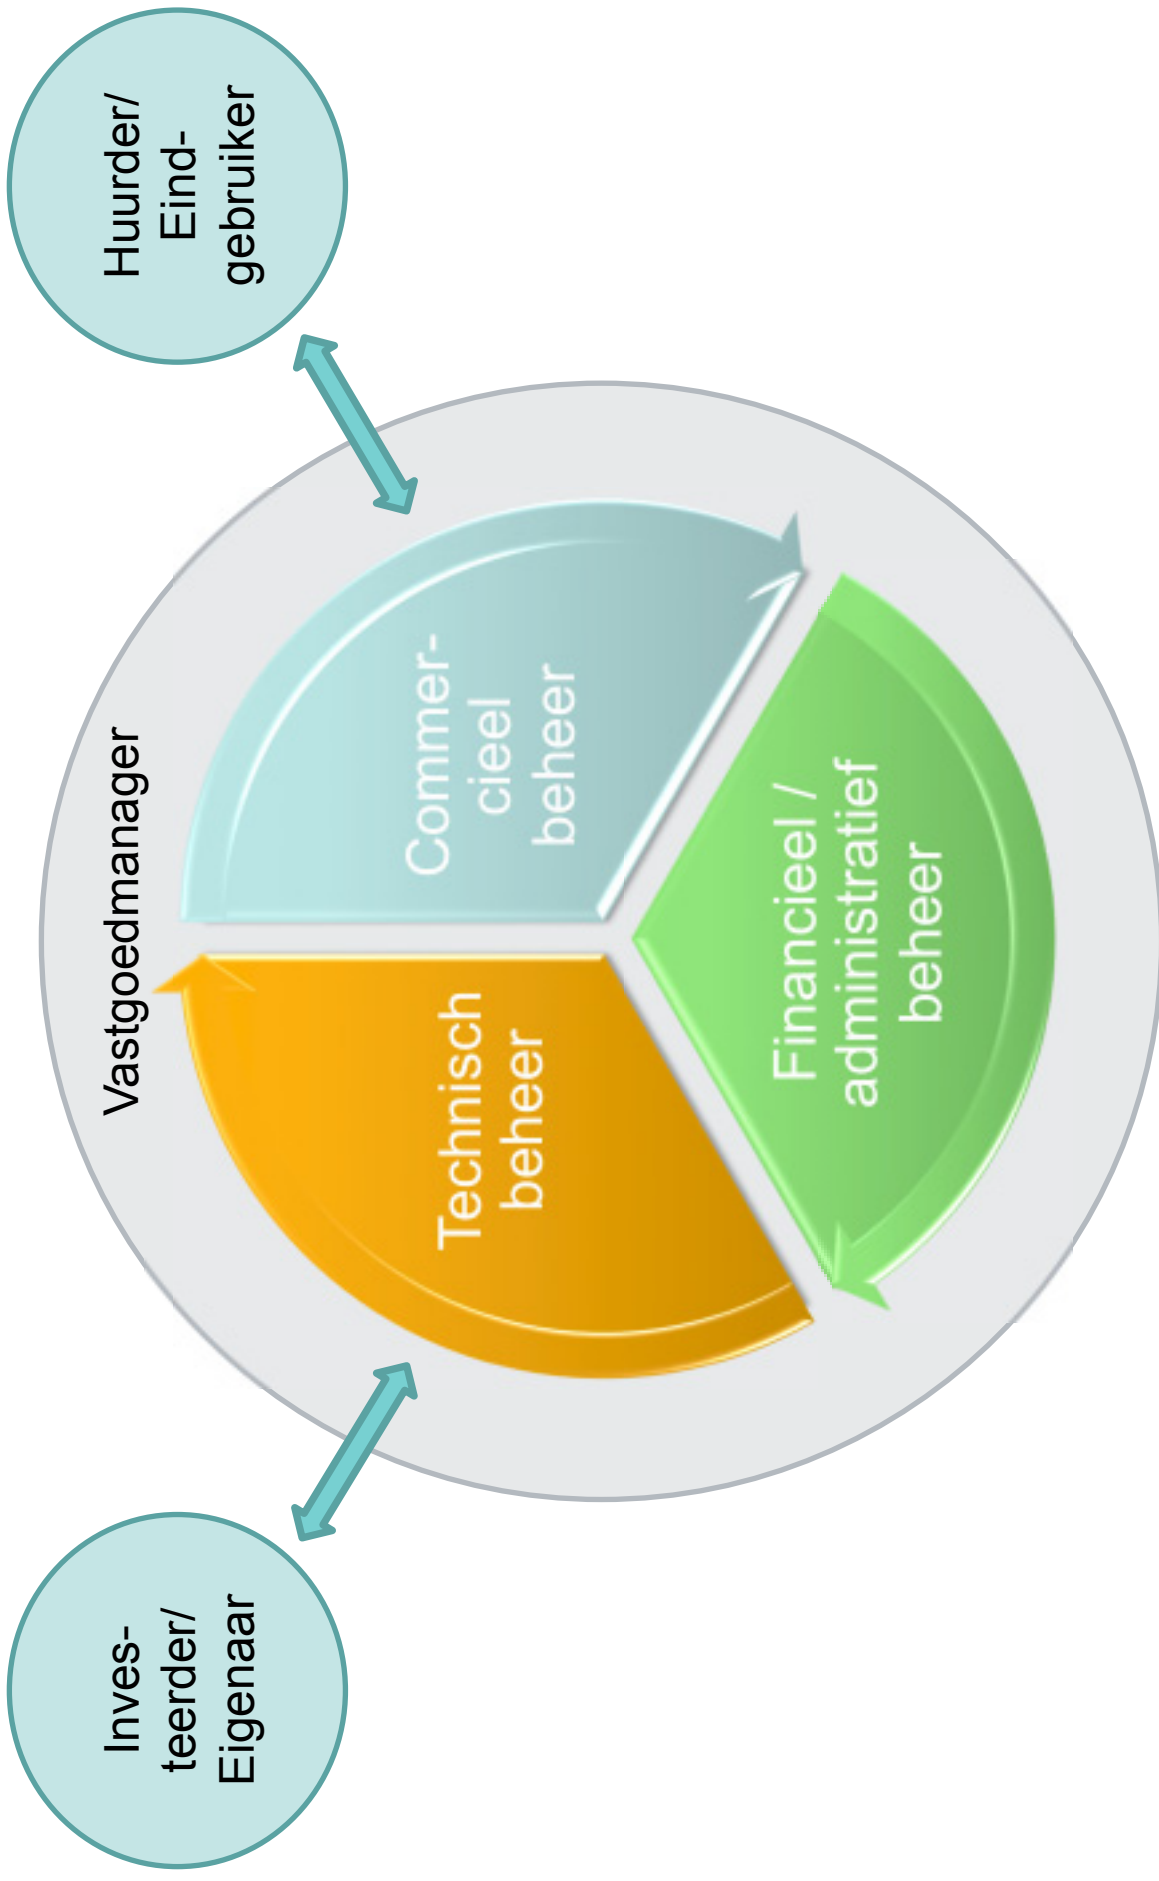 Vastgoedmanager
Inves-
teerder/
Eigenaar
Huurder/
Eind-
gebruiker
Technisch
beheer
Commer-
cieel
beheer
Financieel /
administratief
beheer